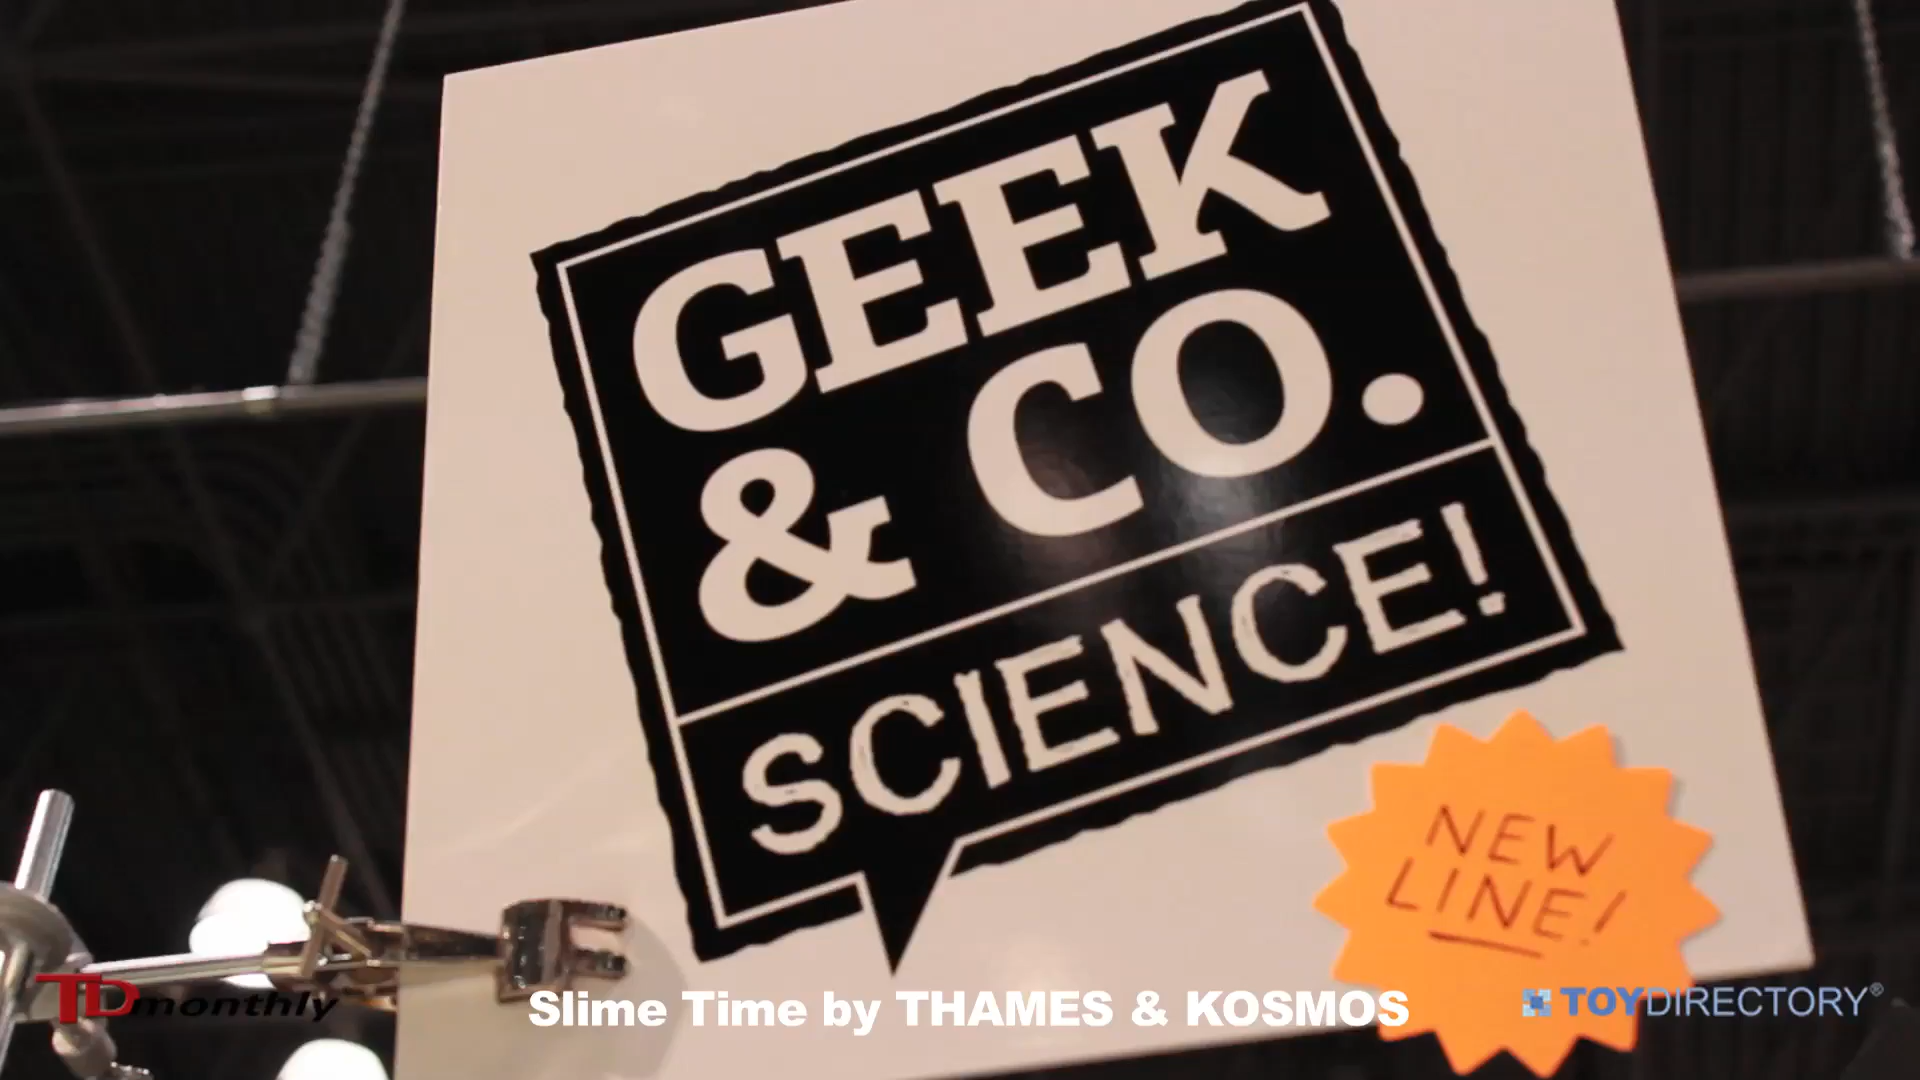 GEEK
& CO.
SCIENCE!
NEW
LINE!
TDmonthly
Slime Time by THAMES & KOSMOS
TOYDIRECTORY®